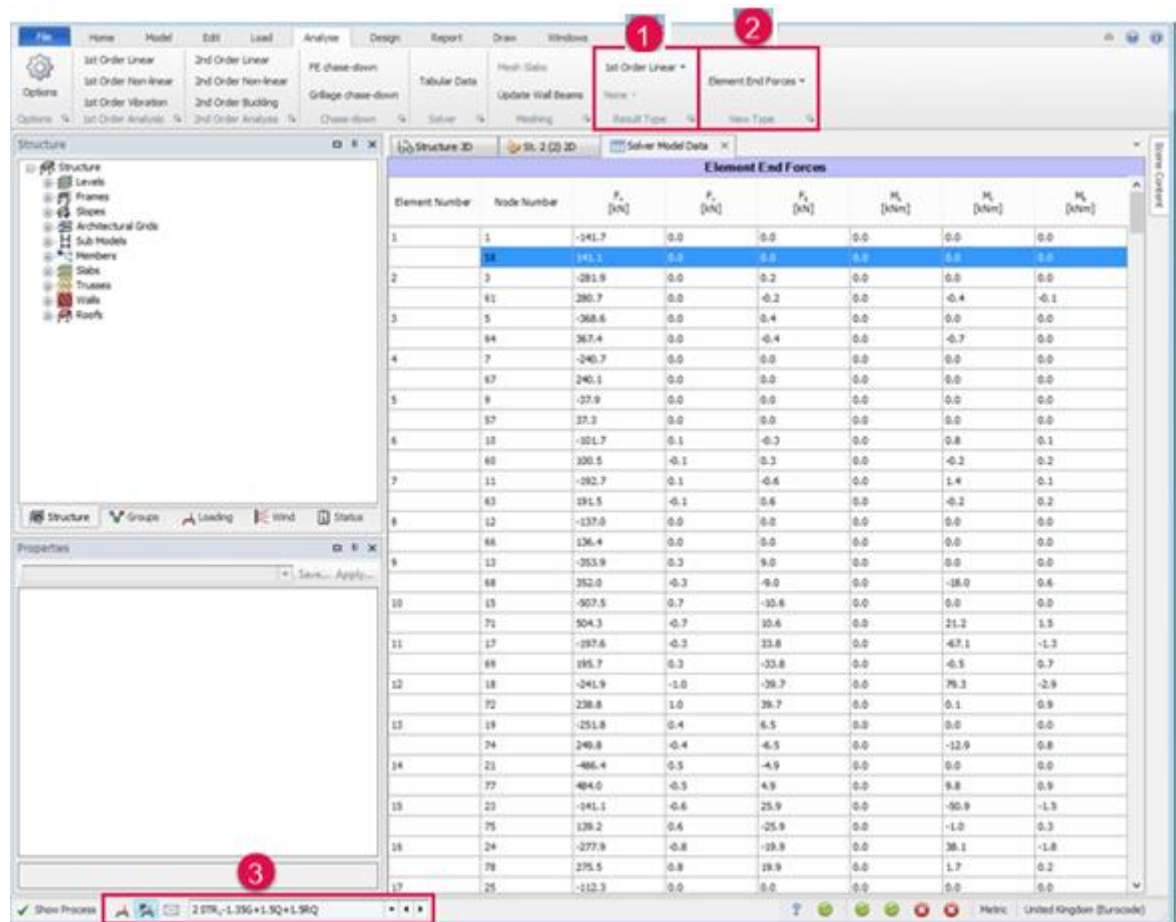 File Home Model Edit Load Analyse Design Report Draw Windows
1
2
Options
1st Order Linear
1st Order Non-linear
1st Order Vibration
2nd Order Linear
2nd Order Non-linear
2nd Order Buckling
FE chase-down
Grillage chase-down
Tabular Data
Mesh Slabs
Update Wall Beams
1st Order Linear
None
Element End Forces
Options 1st Order Analysis 2nd Order Analysis Chase-down Solver Meshing Result Type View Type
Structure
Structure
Levels
Frames
Slopes
Architectural Grids
Sub Models
Members
Slabs
Trusses
Walls
Roofs
Structure Groups Loading Wind Status
Properties
Save... Apply...
Structure 3D St. 2 (2) 2D Solver Model Data
Scene Content
Element End Forces
Element Number Node Number [kN] [kN] [kN] [kNm] [kNm] [kNm]
1 1 -141.7 0.0 0.0 0.0 0.0 0.0
141.1 0.0 0.0 0.0 0.0 0.0
2 3 -281.9 0.0 0.2 0.0 0.0 0.0
61 280.7 0.0 -0.2 0.0 -0.4 -0.1
3 5 -368.6 0.0 0.4 0.0 0.0 0.0
64 367.4 0.0 -0.4 0.0 -0.7 0.0
4 7 -240.7 0.0 0.0 0.0 0.0 0.0
67 240.1 0.0 0.0 0.0 0.0 0.0
5 9 -37.9 0.0 0.0 0.0 0.0 0.0
57 37.3 0.0 0.0 0.0 0.0 0.0
6 10 -101.7 0.1 -0.3 0.0 0.8 0.1
60 100.5 -0.1 0.3 0.0 -0.2 0.2
7 11 -192.7 0.1 -0.6 0.0 1.4 0.1
63 191.5 -0.1 0.6 0.0 -0.2 0.2
8 12 -137.0 0.0 0.0 0.0 0.0 0.0
66 136.4 0.0 0.0 0.0 0.0 0.0
9 13 -353.9 0.3 9.0 0.0 0.0 0.0
68 352.0 -0.3 -9.0 0.0 -18.0 0.6
10 15 -507.5 0.7 -10.6 0.0 0.0 0.0
71 504.3 -0.7 10.6 0.0 21.2 1.5
11 17 -197.6 -0.3 33.8 0.0 -67.1 -1.3
69 195.7 0.3 -33.8 0.0 -0.5 0.7
12 18 -241.9 -1.0 -39.7 0.0 79.3 -2.9
72 238.8 1.0 39.7 0.0 0.1 0.9
13 19 -251.8 0.4 6.5 0.0 0.0 0.0
74 249.8 -0.4 -6.5 0.0 -12.9 0.8
14 21 -486.4 0.5 -4.9 0.0 0.0 0.0
77 484.0 -0.5 4.9 0.0 9.8 0.9
15 23 -141.1 -0.6 25.9 0.0 -50.9 -1.5
75 139.2 0.6 -25.9 0.0 -1.0 0.3
16 24 -277.9 -0.8 -19.9 0.0 38.1 -1.8
78 275.5 0.8 19.9 0.0 1.7 0.2
17 25 -112.3 0.0 0.0 0.0 0.0 0.0
3
Show Process 2 STR₁-1.35G+1.5Q+1.5RQ Metric United Kingdom (Eurocode)